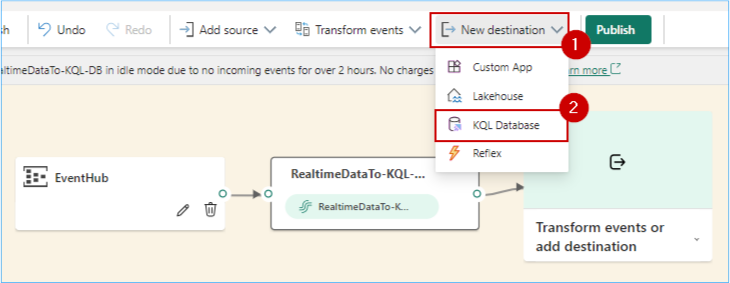 sh Undo Redo Add source Transform events New destination Publish
1
altimeDataTo-KQL-DB in idle mode due to no incoming events for over 2 hours. No charges
rn more
Custom App
Lakehouse
2
KQL Database
Reflex
EventHub
RealtimeDataTo-KQL-...
RealtimeDataTo-K...
Transform events or
add destination